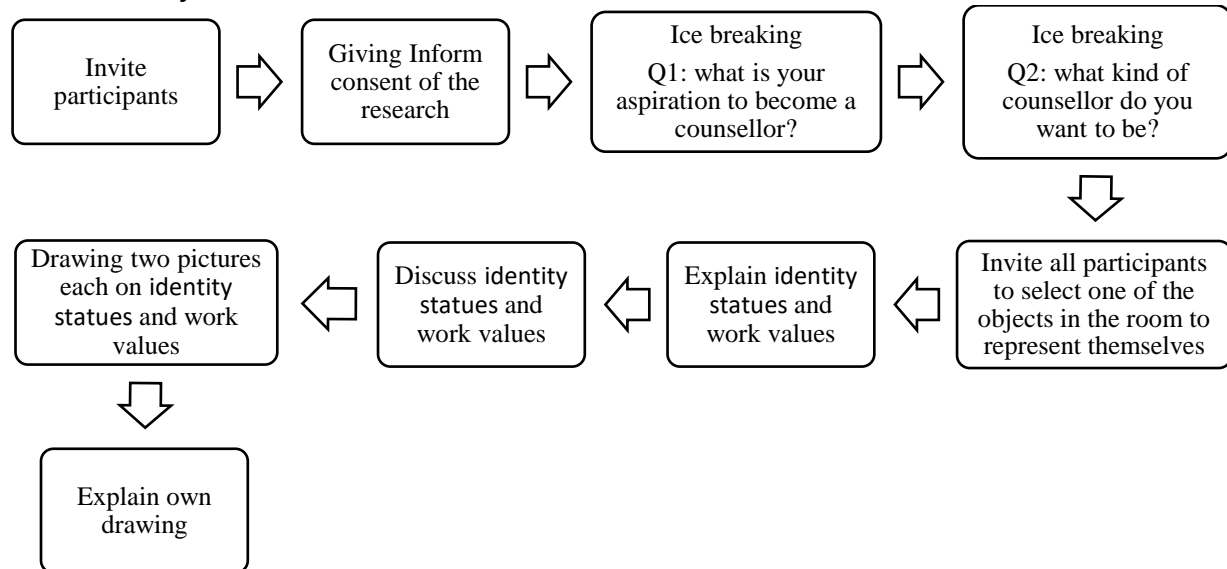 Invite
participants
Giving Inform
consent of the
research
Ice breaking
Q1: what is your
aspiration to become a
counsellor?
Ice breaking
Q2: what kind of
counsellor do you
want to be?
Invite all participants
to select one of the
objects in the room to
represent themselves
Explain identity
statues and
work values
Discuss identity
statues and
work values
Drawing two pictures
each on identity
statues and work
values
Explain own
drawing